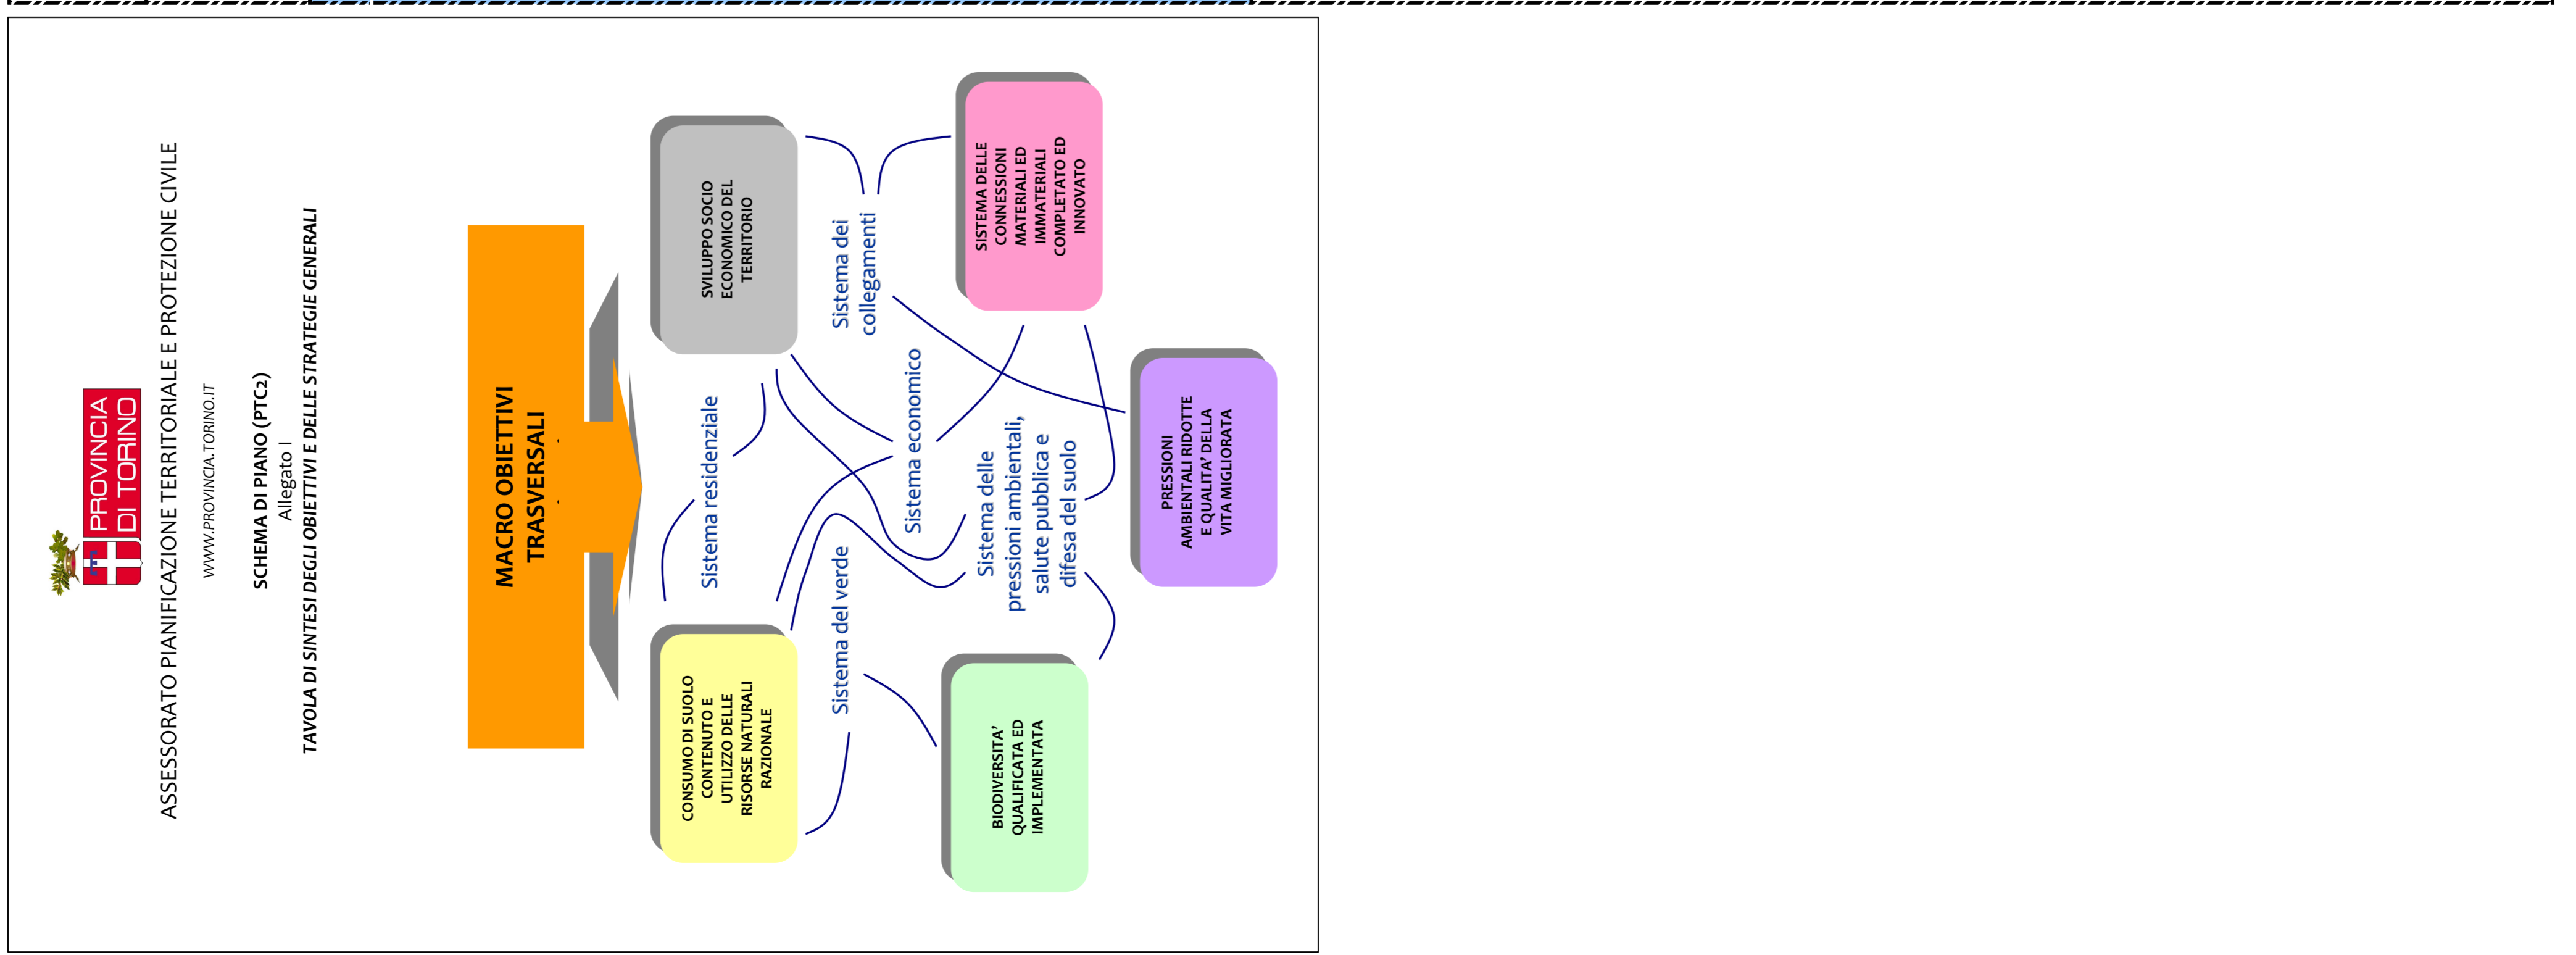 PROVINCIA
DI TORINO
ASSESSORATO PIANIFICAZIONE TERRITORIALE E PROTEZIONE CIVILE
WWW.PROVINCIA.TORINO.IT
SCHEMA DI PIANO (PTC2)
Allegato I
TAVOLA DI SINTESI DEGLI OBIETTIVI E DELLE STRATEGIE GENERALI
MACRO OBIETTIVI
TRASVERSALI
CONSUMO DI SUOLO
CONTENUTO E
UTILIZZO DELLE
RISORSE NATURALI
RAZIONALE
Sistema residenziale
SVILUPPO SOCIO
ECONOMICO DEL
TERRITORIO
Sistema del verde
Sistema economico
Sistema dei
collegamenti
BIODIVERSITA’
QUALIFICATA ED
IMPLEMENTATA
Sistema delle
pressioni ambientali,
salute pubblica e
difesa del suolo
SISTEMA DELLE
CONNESSIONI
MATERIALI ED
IMMATERIALI
COMPLETATO ED
INNOVATO
PRESSIONI
AMBIENTALI RIDOTTE
E QUALITA’ DELLA
VITA MIGLIORATA